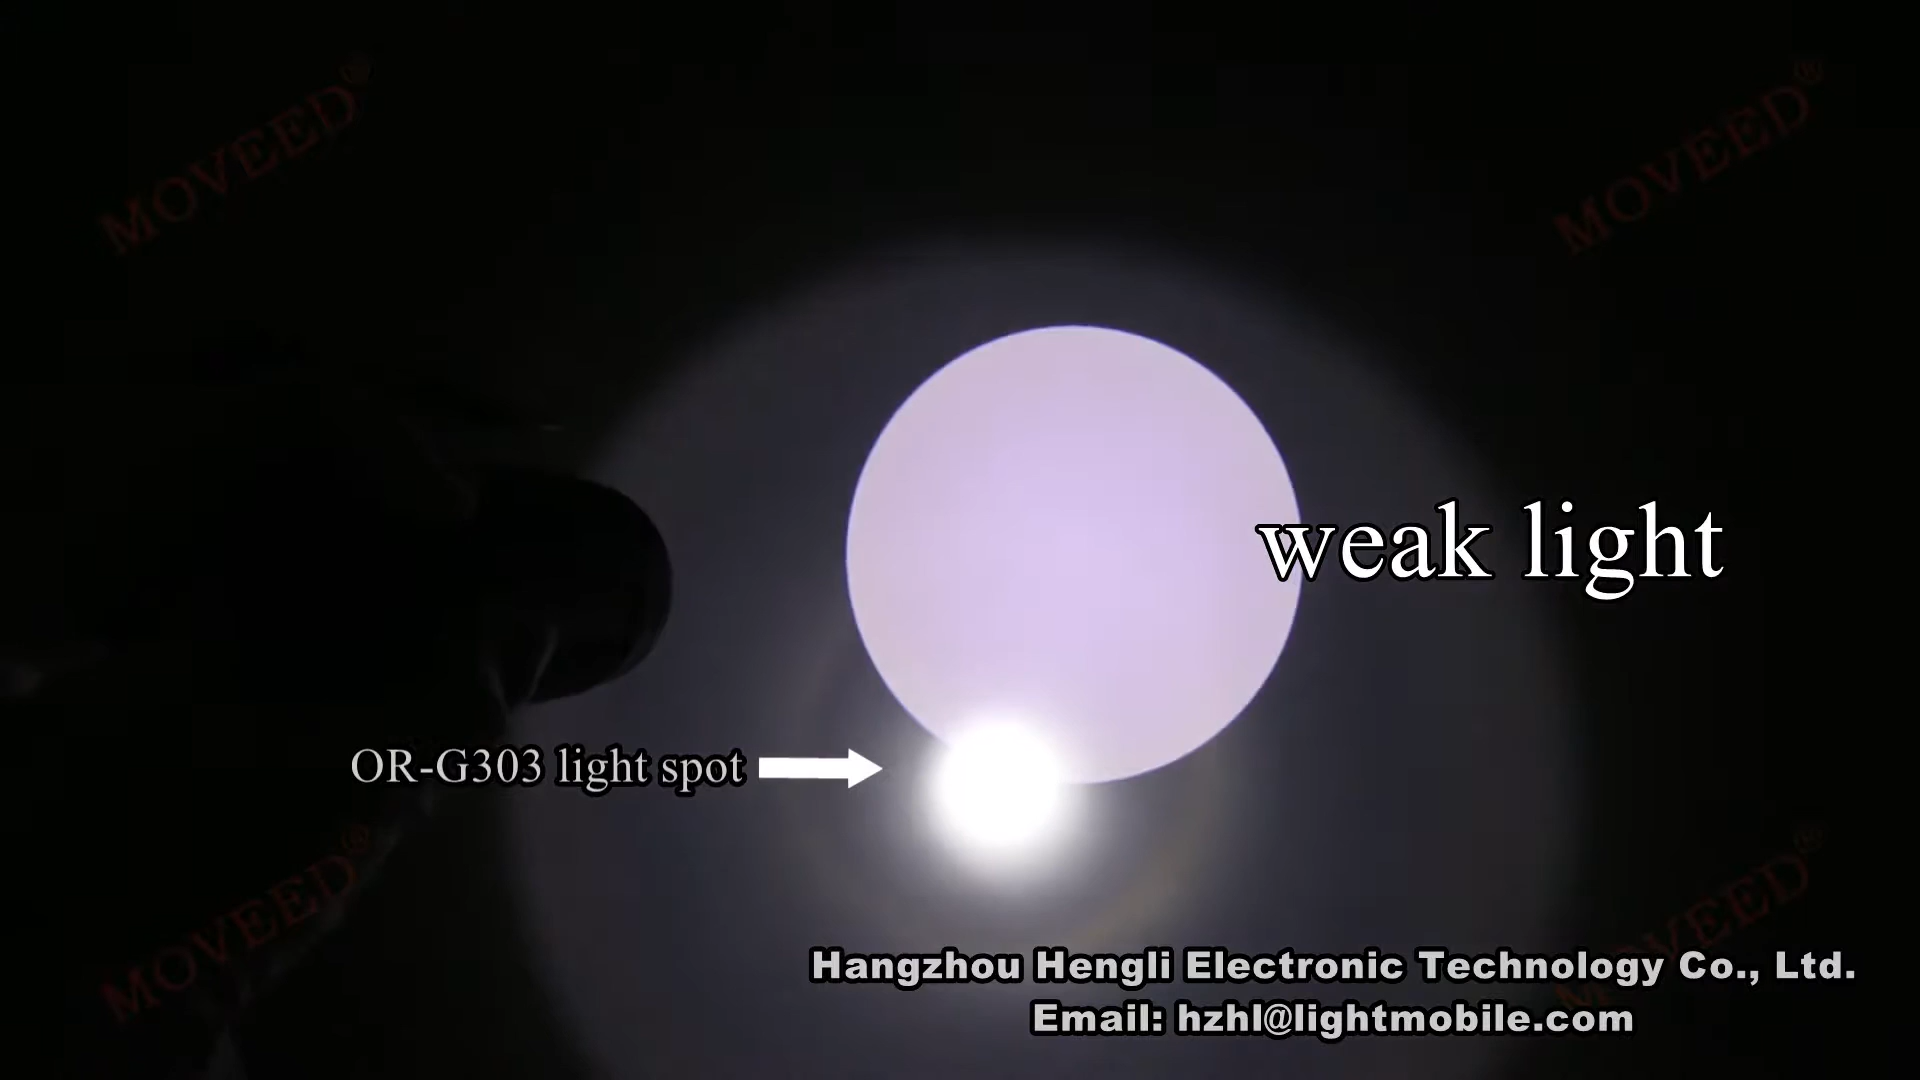 MOVEED®
MOVEED®
weak light
OR-G303 light spot
MOVEED®
MOVEED®
Hangzhou Hengli Electronic Technology Co., Ltd.
Email: hzhl@lightmobile.com